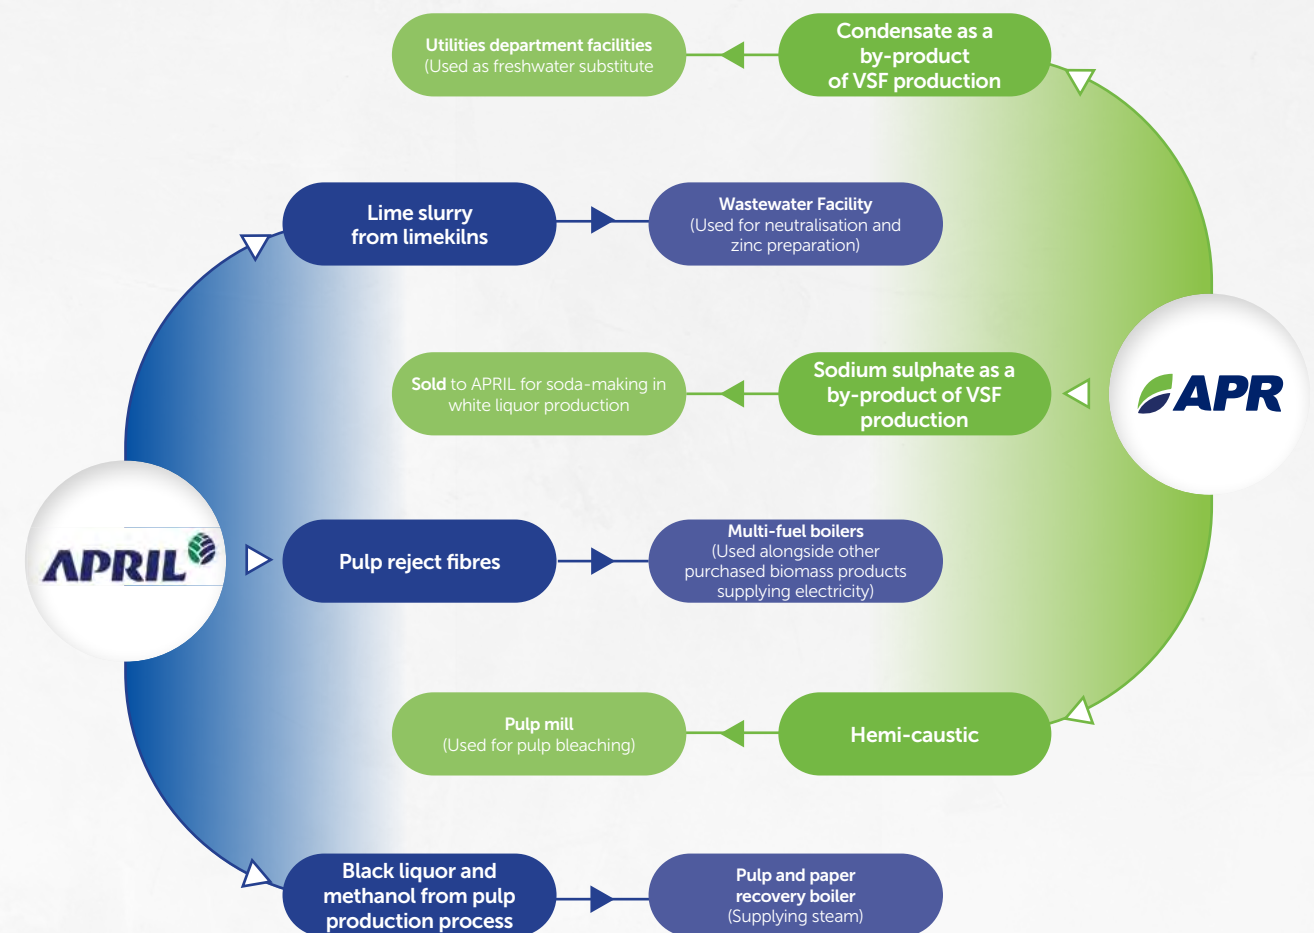 Utilities department facilities
(Used as freshwater substitute
Condensate as a
by-product
of VSF production
Lime slurry
from limekilns
Wastewater Facility
(Used for neutralisation and
zinc preparation)
Sold to APRIL for soda-making in
white liquor production
Sodium sulphate as a
by-product of VSF
production
APR
APRIL
Pulp reject fibres
Multi-fuel boilers
(Used alongside other
purchased biomass products
supplying electricity)
Pulp mill
(Used for pulp bleaching)
Hemi-caustic
Black liquor and
methanol from pulp
production process
Pulp and paper
recovery boiler
(Supplying steam)